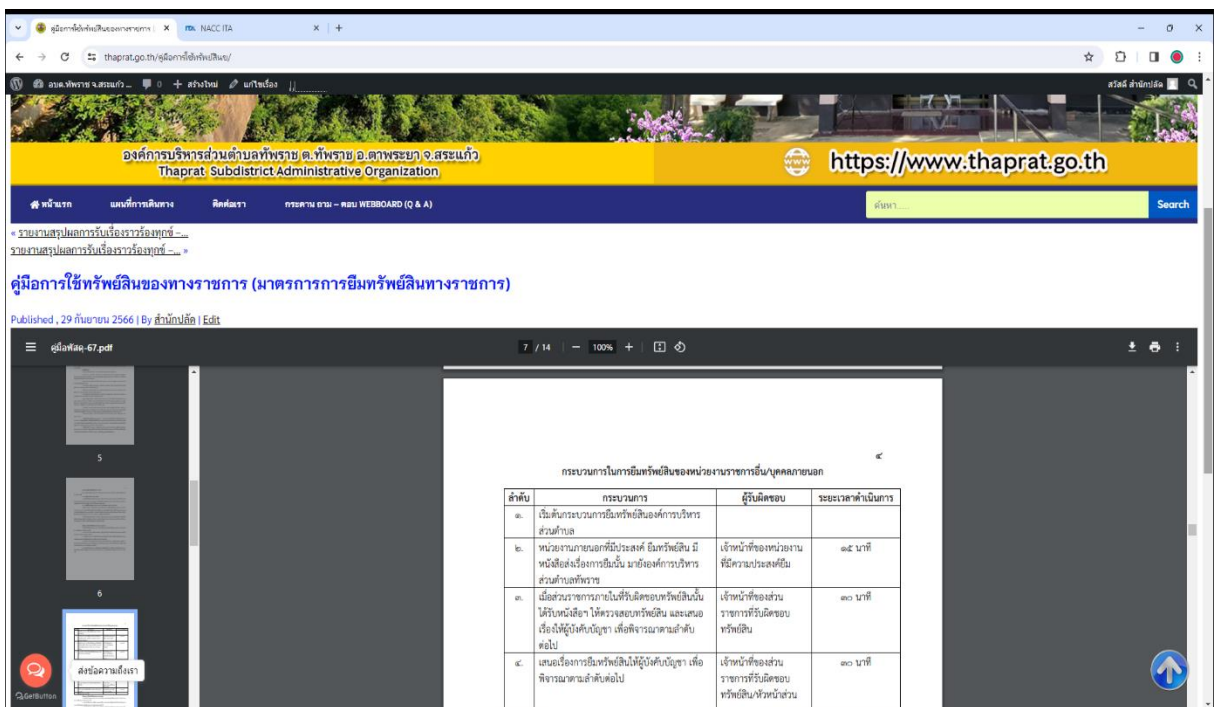 คู่มือการใช้ทรัพย์สินของทางราชการ (
NACC ITA
thaprat.go.th/คู่มือการใช้ทรัพย์สินข/
อบต.ทัพราช จ.สระแก้ว
0
สร้างใหม่
แก้ไขเรื่อง
สวัสดี สำนักปลัด
องค์การบริหารส่วนตำบลทัพราช ต.ทัพราช อ.ตาพระยา จ.สระแก้ว
Thaprat Subdistrict Administrative Organization
https://www.thaprat.go.th
หน้าแรก แผนที่การเดินทาง ติดต่อเรา กระดาน ถาม – ตอบ WEBBOARD (Q & A)
ค้นหา......
Search
« รายงานสรุปผลการรับเรื่องราวร้องทุกข์ –...
รายงานสรุปผลการรับเรื่องราวร้องทุกข์ –... »
คู่มือการใช้ทรัพย์สินของทางราชการ (มาตรการการยืมทรัพย์สินทางราชการ)
Published , 29 กันยายน 2566 | By สำนักปลัด | Edit
คู่มือพัสดุ-67.pdf
7 / 14 — 100% +
5
6
ส่งข้อความถึงเรา
GetButton
๔
กระบวนการในการยืมทรัพย์สินของหน่วยงานราชการอื่น/บุคคลภายนอก
ลำดับ กระบวนการ ผู้รับผิดชอบ ระยะเวลาดำเนินการ
๑. เริ่มต้นกระบวนการยืมทรัพย์สินองค์การบริหาร
ส่วนตำบล
๒. หน่วยงานภายนอกที่มีประสงค์ ยืมทรัพย์สิน มี เจ้าหน้าที่ของหน่วยงาน ๑๕ นาที
หนังสือส่งเรื่องการยืมนั้น มายังองค์การบริหาร ที่มีความประสงค์ยืม
ส่วนตำบลทัพราช
๓. เมื่อส่วนราชการภายในที่รับผิดชอบทรัพย์สินนั้น เจ้าหน้าที่ของส่วน ๓๐ นาที
ได้รับหนังสือฯ ให้ตรวจสอบทรัพย์สิน และเสนอ ราชการที่รับผิดชอบ
เรื่องให้ผู้บังคับบัญชา เพื่อพิจารณาตามลำดับ ทรัพย์สิน
ต่อไป
๔. เสนอเรื่องการยืมทรัพย์สินให้ผู้บังคับบัญชา เพื่อ เจ้าหน้าที่ของส่วน ๓๐ นาที
พิจารณาตามลำดับต่อไป ราชการที่รับผิดชอบ
ทรัพย์สิน/หัวหน้าส่วน